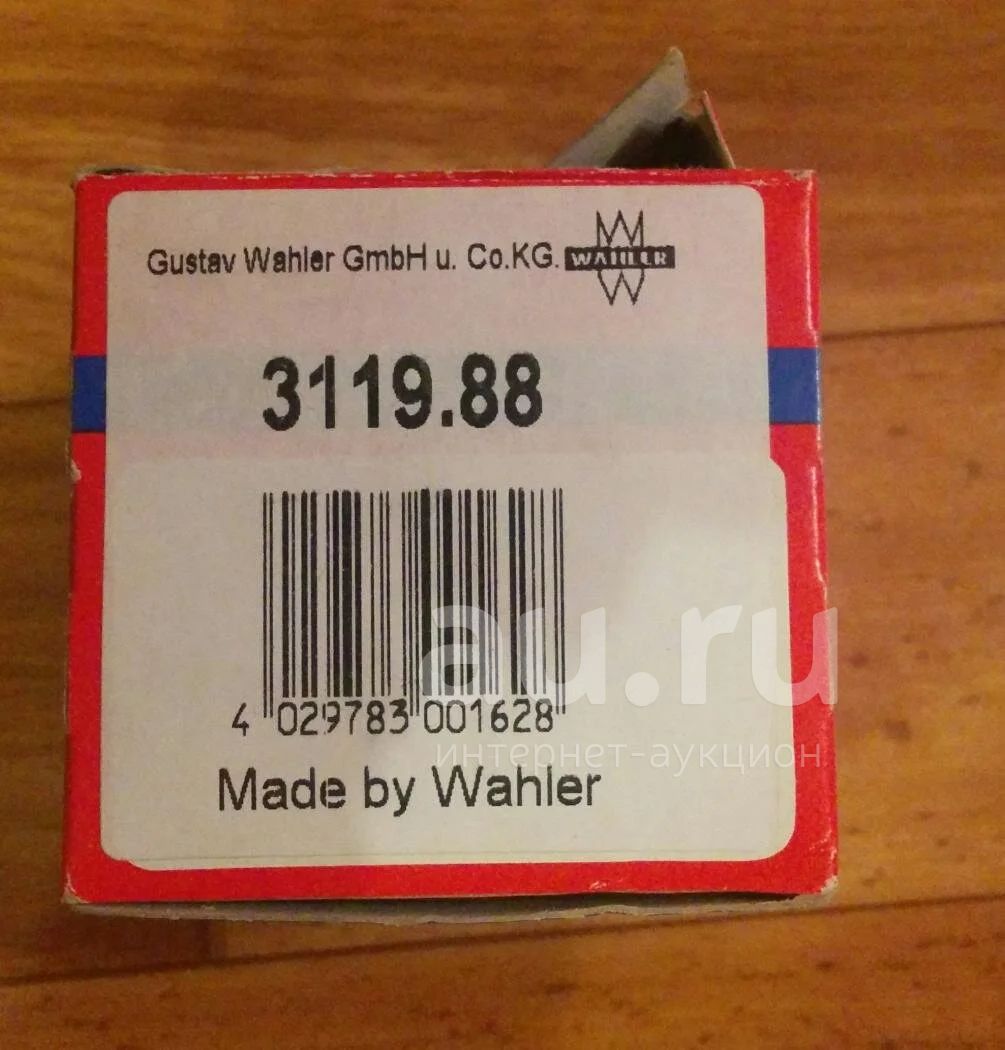 Gustav Wahler GmbH u. Co.KG. WAHLER
3119.88
4 029783 001628
Made by Wahler
au.ru
интернет-аукцион